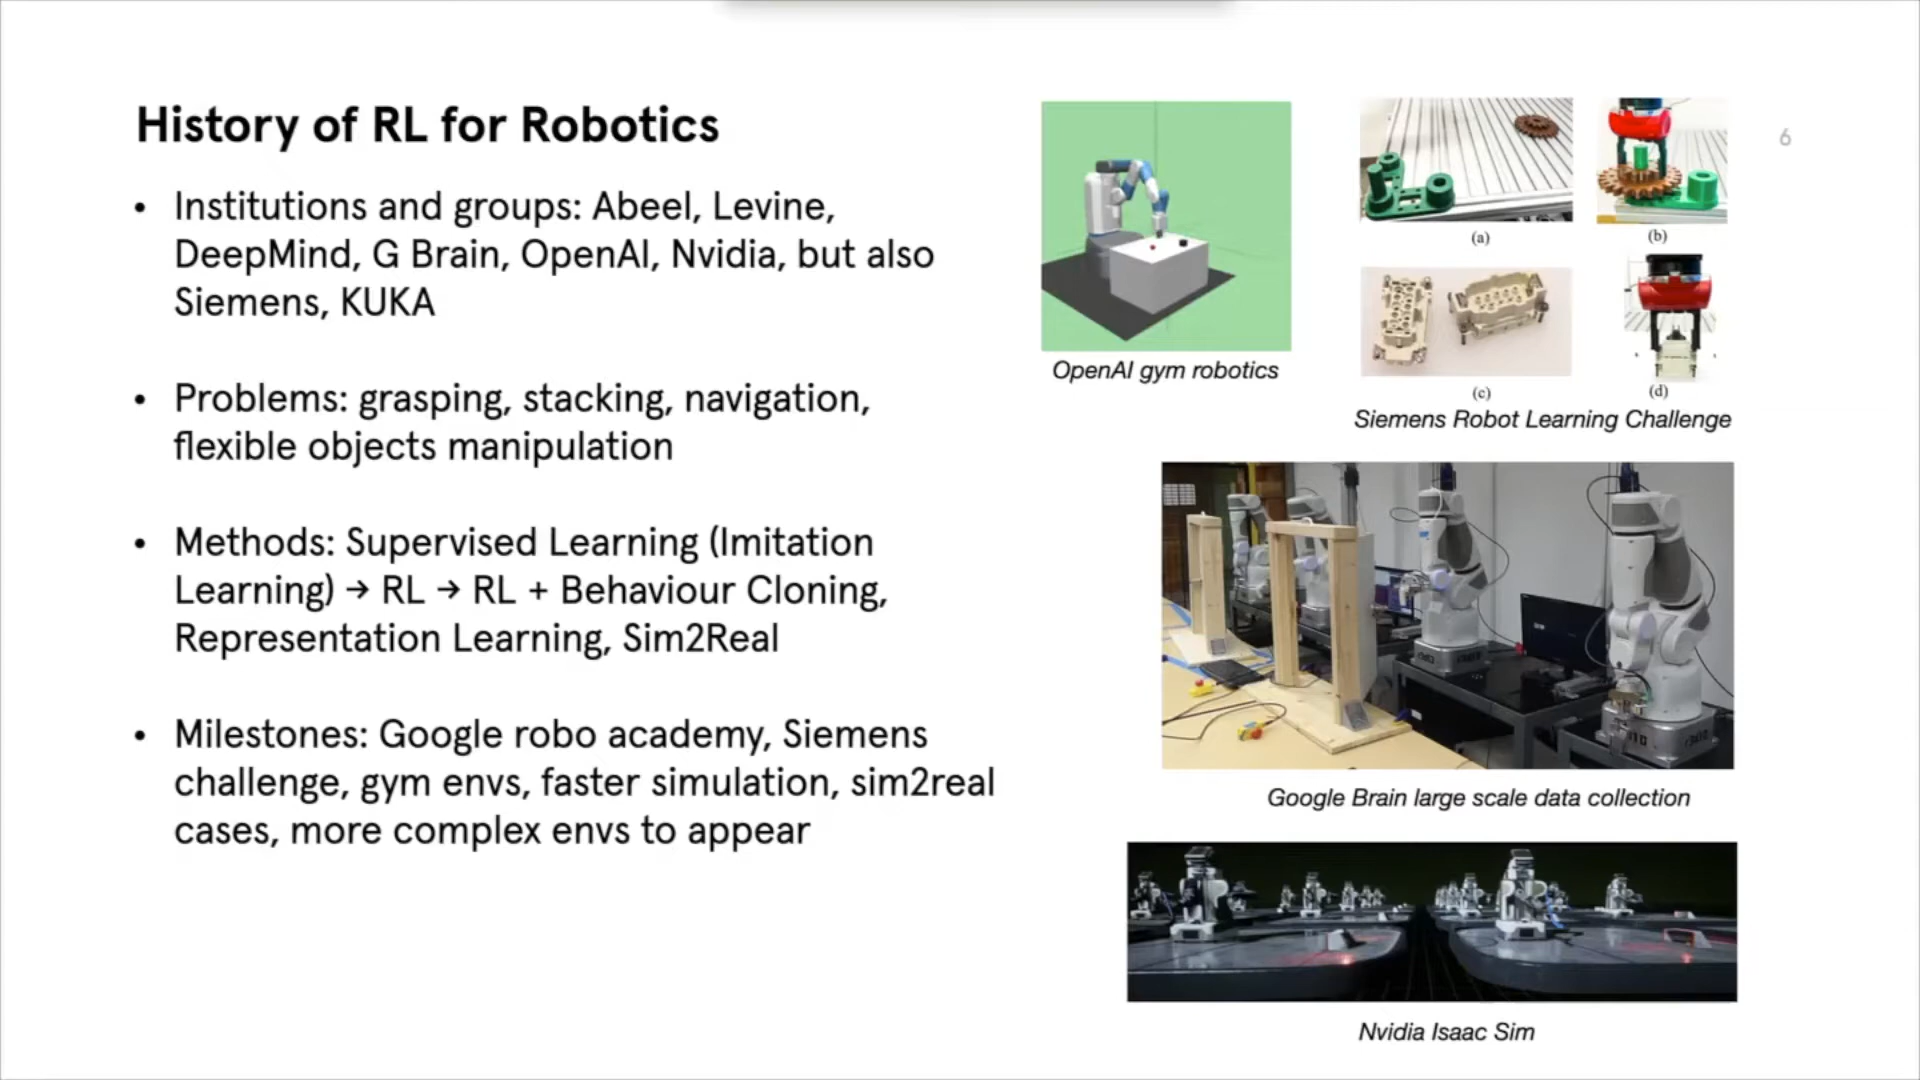 History of RL for Robotics
6
• Institutions and groups: Abeel, Levine,
DeepMind, G Brain, OpenAI, Nvidia, but also
Siemens, KUKA
• Problems: grasping, stacking, navigation,
flexible objects manipulation
• Methods: Supervised Learning (Imitation
Learning) → RL → RL + Behaviour Cloning,
Representation Learning, Sim2Real
• Milestones: Google robo academy, Siemens
challenge, gym envs, faster simulation, sim2real
cases, more complex envs to appear
OpenAI gym robotics
(a)
(b)
(c)
(d)
Siemens Robot Learning Challenge
Google Brain large scale data collection
Nvidia Isaac Sim